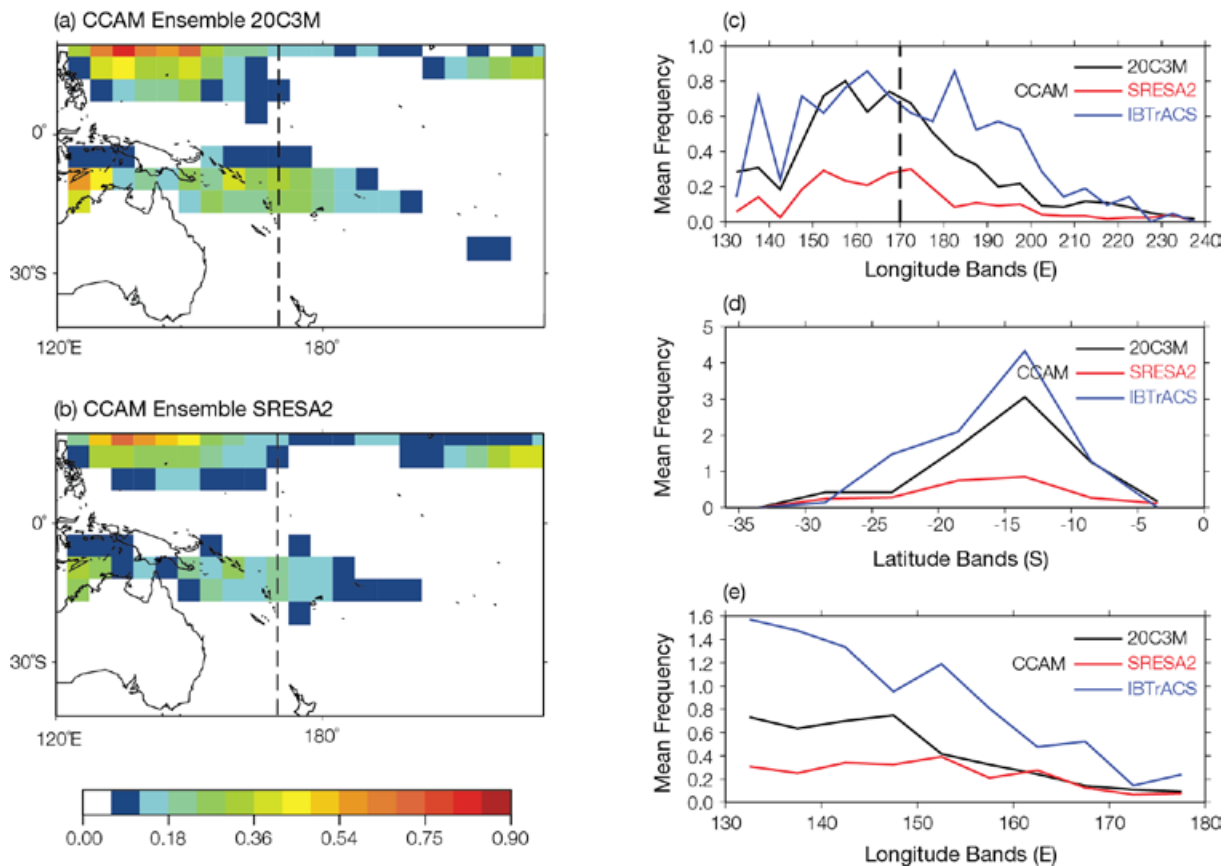 (a) CCAM Ensemble 20C3M
0°
30°S
120°E
180°
(b) CCAM Ensemble SRESA2
0°
30°S
120°E
180°
0.00 0.18 0.36 0.54 0.75 0.90
(c)
Mean Frequency
1.0
0.8
0.6
0.4
0.2
0.0
20C3M
CCAM SRESA2
IBTrACS
130 140 150 160 170 180 190 200 210 220 230 240
Longitude Bands (E)
(d)
Mean Frequency
5
4
3
2
1
0
20C3M
CCAM SRESA2
IBTrACS
-35 -30 -25 -20 -15 -10 -5 0
Latitude Bands (S)
(e)
Mean Frequency
1.6
1.4
1.2
1.0
0.8
0.6
0.4
0.2
0.0
20C3M
CCAM SRESA2
IBTrACS
130 140 150 160 170 180
Longitude Bands (E)